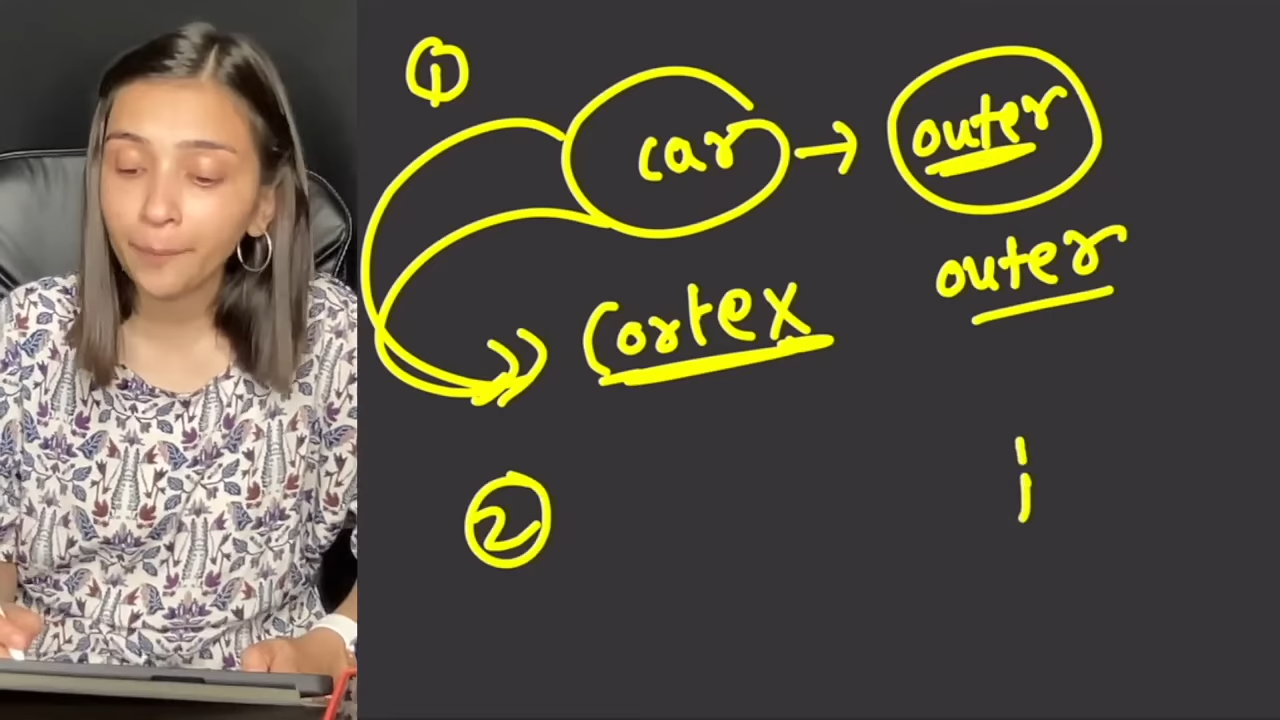 ①
car → outer
outer
Cortex
②
i